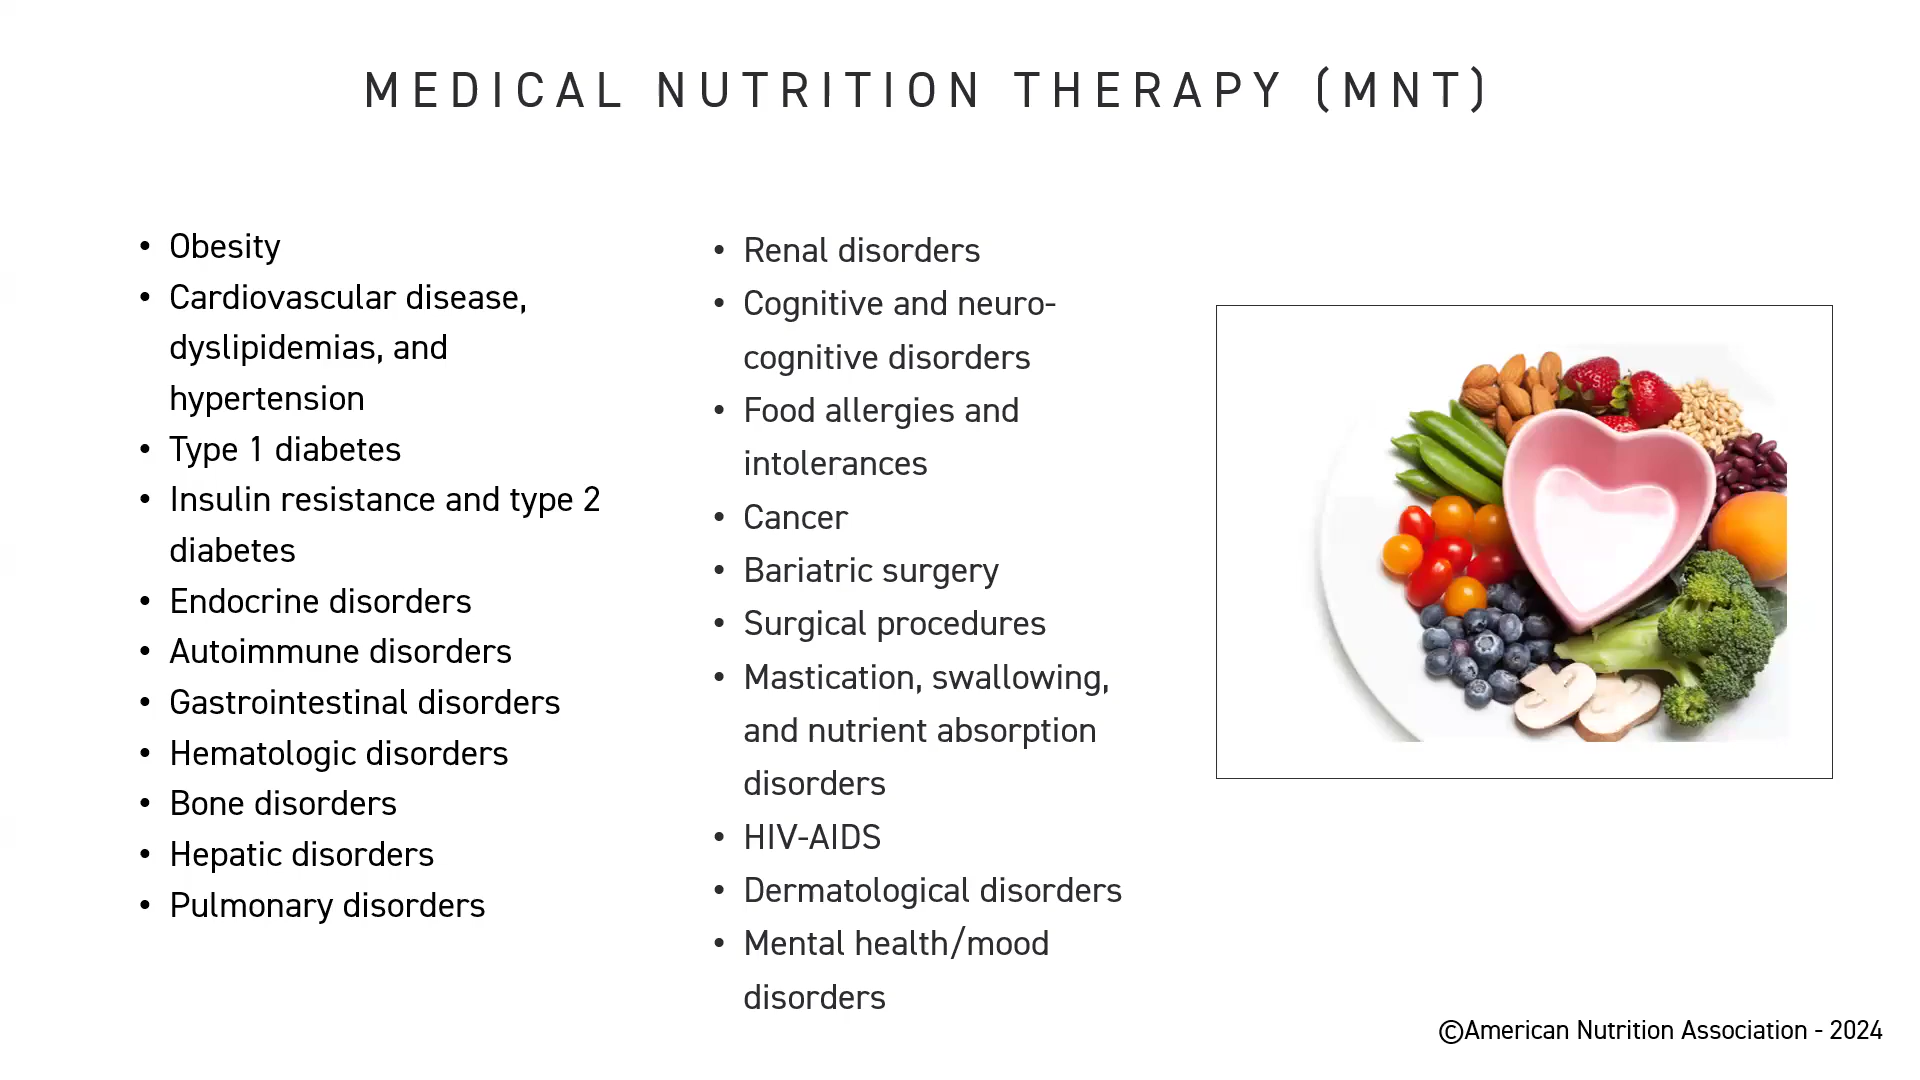 MEDICAL NUTRITION THERAPY (MNT)
• Obesity
• Cardiovascular disease,
dyslipidemias, and
hypertension
• Type 1 diabetes
• Insulin resistance and type 2
diabetes
• Endocrine disorders
• Autoimmune disorders
• Gastrointestinal disorders
• Hematologic disorders
• Bone disorders
• Hepatic disorders
• Pulmonary disorders
• Renal disorders
• Cognitive and neuro-
cognitive disorders
• Food allergies and
intolerances
• Cancer
• Bariatric surgery
• Surgical procedures
• Mastication, swallowing,
and nutrient absorption
disorders
• HIV-AIDS
• Dermatological disorders
• Mental health/mood
disorders
©American Nutrition Association - 2024